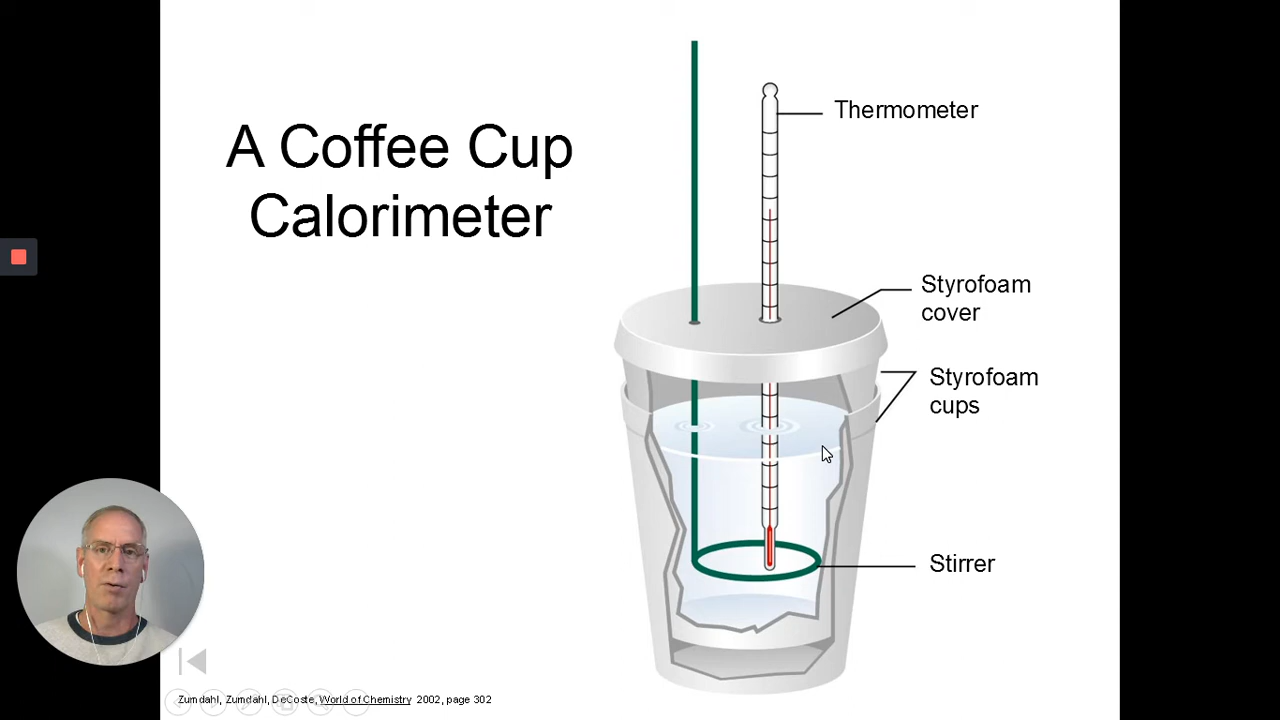 A Coffee Cup
Calorimeter
Thermometer
Styrofoam
cover
Styrofoam
cups
Stirrer
Zumdahl, Zumdahl, DeCoste, World of Chemistry 2002, page 302